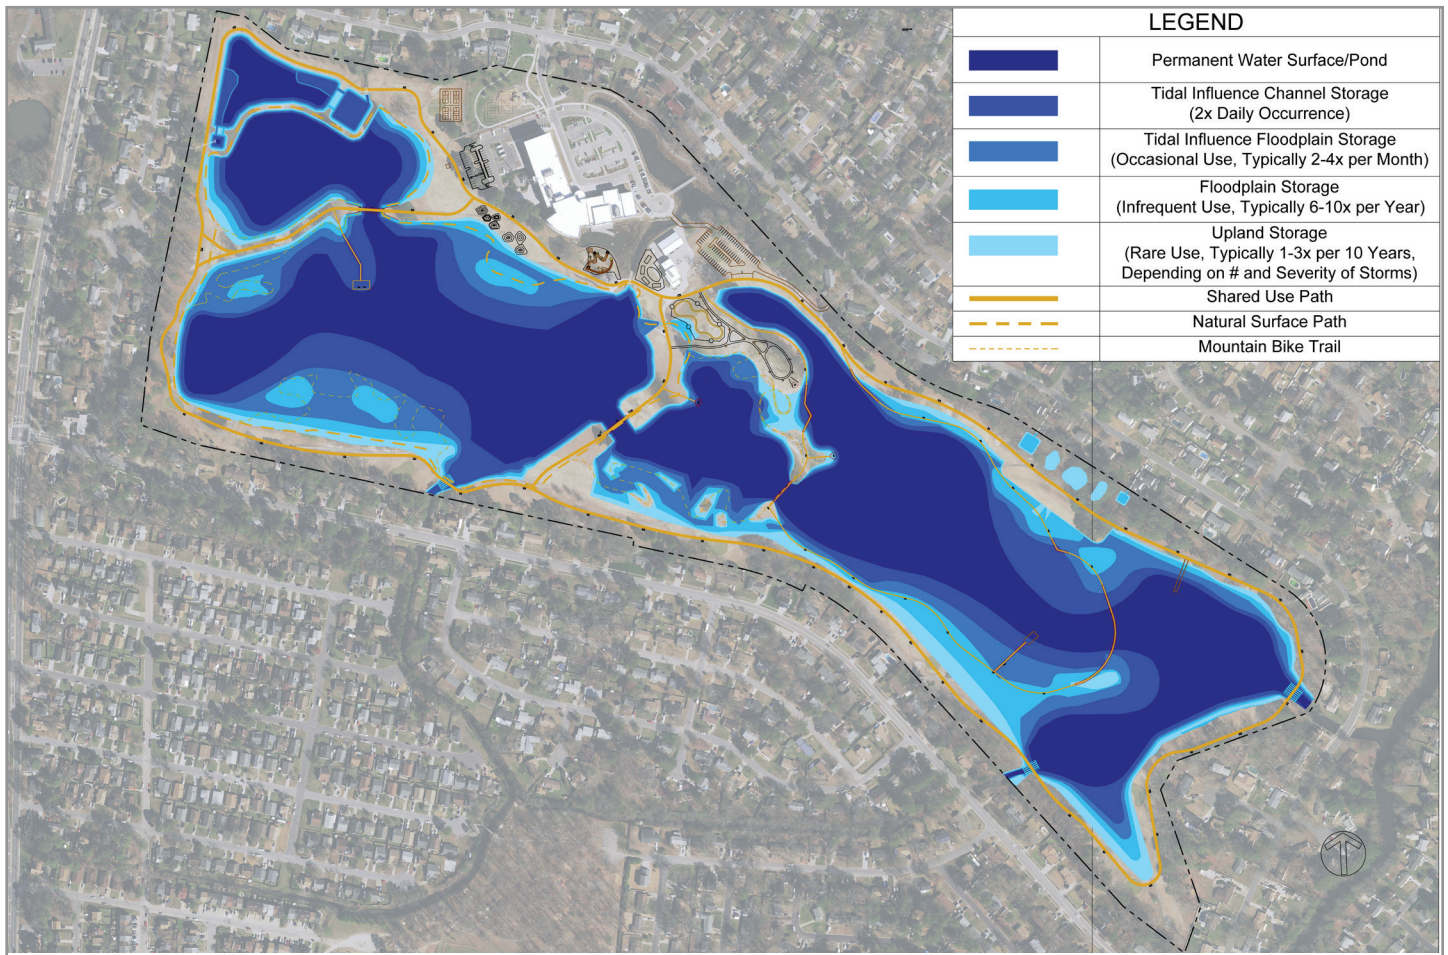 LEGEND
Permanent Water Surface/Pond
Tidal Influence Channel Storage
(2x Daily Occurrence)
Tidal Influence Floodplain Storage
(Occasional Use, Typically 2-4x per Month)
Floodplain Storage
(Infrequent Use, Typically 6-10x per Year)
Upland Storage
(Rare Use, Typically 1-3x per 10 Years,
Depending on # and Severity of Storms)
Shared Use Path
Natural Surface Path
Mountain Bike Trail